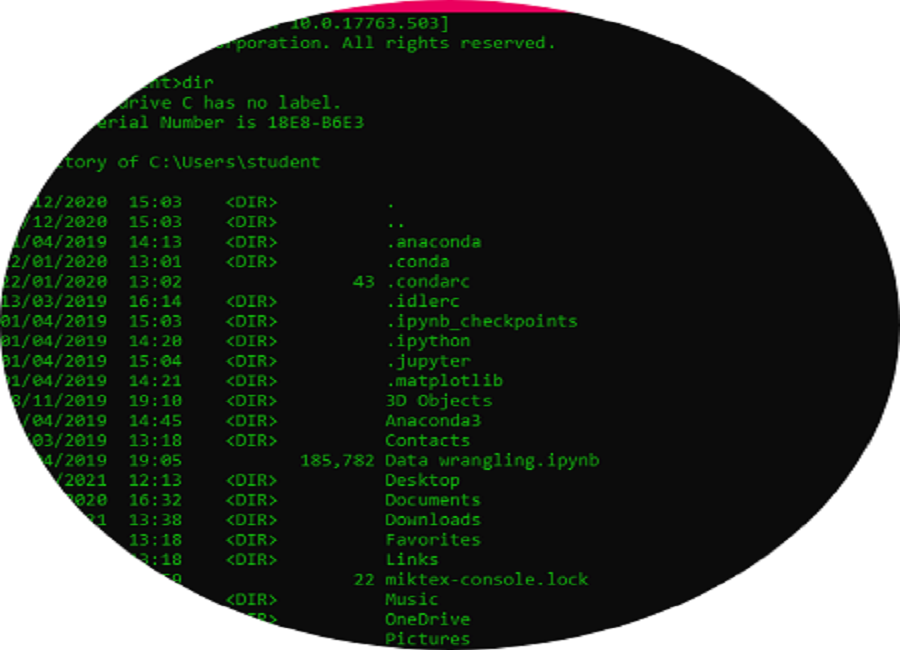 10.0.17763.503]
rporation. All rights reserved.
nt>dir
drive C has no label.
erial Number is 18E8-B6E3
ctory of C:\Users\student
12/2020 15:03 <DIR> .
/12/2020 15:03 <DIR> ..
1/04/2019 14:13 <DIR> .anaconda
22/01/2020 13:01 <DIR> .conda
22/01/2020 13:02 43 .condarc
13/03/2019 16:14 <DIR> .idlerc
01/04/2019 15:03 <DIR> .ipynb_checkpoints
01/04/2019 14:20 <DIR> .ipython
01/04/2019 15:04 <DIR> .jupyter
01/04/2019 14:21 <DIR> .matplotlib
8/11/2019 19:10 <DIR> 3D Objects
/04/2019 14:45 <DIR> Anaconda3
03/2019 13:18 <DIR> Contacts
04/2019 19:05 185,782 Data wrangling.ipynb
/2021 12:13 <DIR> Desktop
2020 16:32 <DIR> Documents
21 13:38 <DIR> Downloads
13:18 <DIR> Favorites
3:18 <DIR> Links
22 miktex-console.lock
<DIR> Music
OneDrive
Pictures